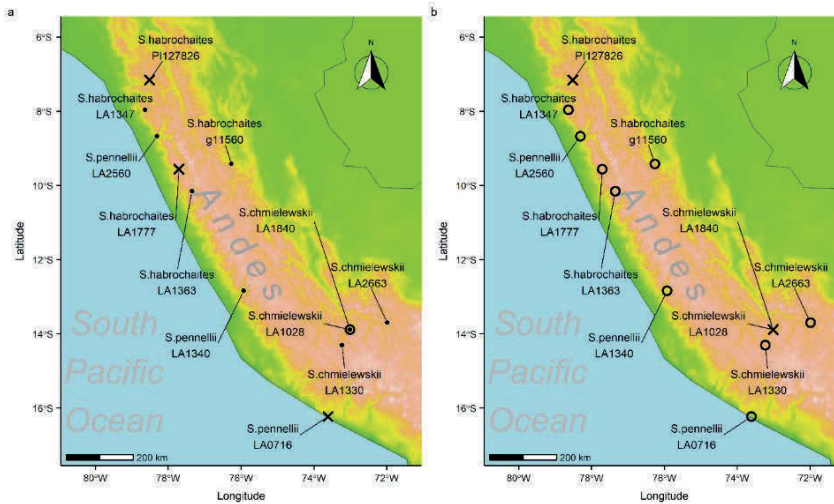 a
6°S
8°S
10°S
12°S
14°S
16°S
Latitude
80°W
78°W
76°W
74°W
72°W
Longitude
N
S.habrochaites
PI127826
S.habrochaites
LA1347
S.pennellii
LA2560
S.habrochaites
g11560
S.habrochaites
LA1777
S.chmielewskii
LA1840
S.habrochaites
LA1363
S.chmielewskii
LA2663
S.pennellii
LA1340
S.chmielewskii
LA1028
S.chmielewskii
LA1330
S.pennellii
LA0716
Andes
South
Pacific
Ocean
200 km
b
6°S
8°S
10°S
12°S
14°S
16°S
Latitude
80°W
78°W
76°W
74°W
72°W
Longitude
N
S.habrochaites
PI127826
S.habrochaites
LA1347
S.pennellii
LA2560
S.habrochaites
g11560
S.habrochaites
LA1777
S.chmielewskii
LA1840
S.habrochaites
LA1363
S.chmielewskii
LA2663
S.pennellii
LA1340
S.chmielewskii
LA1028
S.chmielewskii
LA1330
S.pennellii
LA0716
Andes
South
Pacific
Ocean
200 km